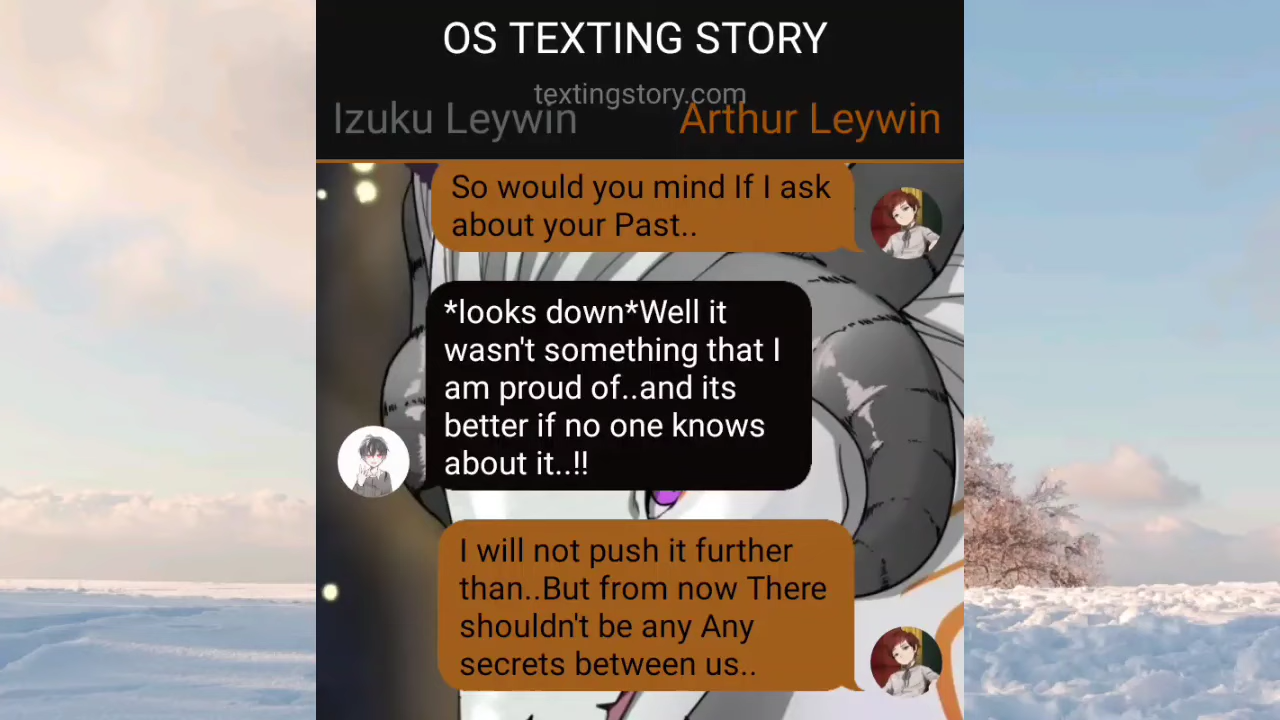 OS TEXTING STORY
textingstory.com
Izuku Leywin
Arthur Leywin
So would you mind If I ask
about your Past..
*looks down*Well it
wasn't something that I
am proud of..and its
better if no one knows
about it..!!
I will not push it further
than..But from now There
shouldn't be any Any
secrets between us..